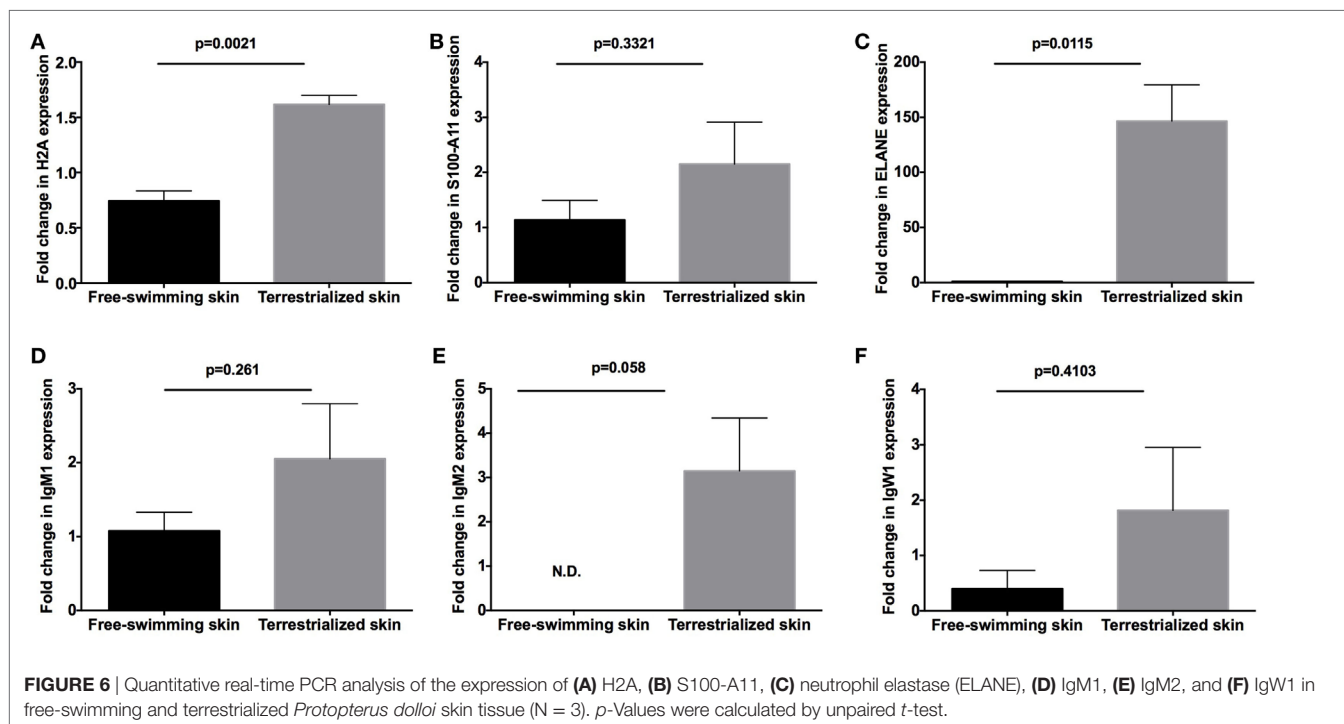 A
p=0.0021
Fold change in H2A expression
2.0
1.5
1.0
0.5
0.0
Free-swimming skin Terrestrialized skin
B
p=0.3321
Fold change in S100-A11 expression
4
3
2
1
0
Free-swimming skin Terrestrialized skin
C
p=0.0115
Fold change in ELANE expression
200
150
100
50
0
Free-swimming skin Terrestrialized skin
D
p=0.261
Fold change in IgM1 expression
3
2
1
0
Free-swimming skin Terrestrialized skin
E
p=0.058
Fold change in IgM2 expression
5
4
3
2
1
0
N.D.
Free-swimming skin Terrestrialized skin
F
p=0.4103
Fold change in IgW1 expression
4
3
2
1
0
Free-swimming skin Terrestrialized skin
FIGURE 6 | Quantitative real-time PCR analysis of the expression of (A) H2A, (B) S100-A11, (C) neutrophil elastase (ELANE), (D) IgM1, (E) IgM2, and (F) IgW1 in
free-swimming and terrestrialized Protopterus dolloi skin tissue (N = 3). p-Values were calculated by unpaired t-test.